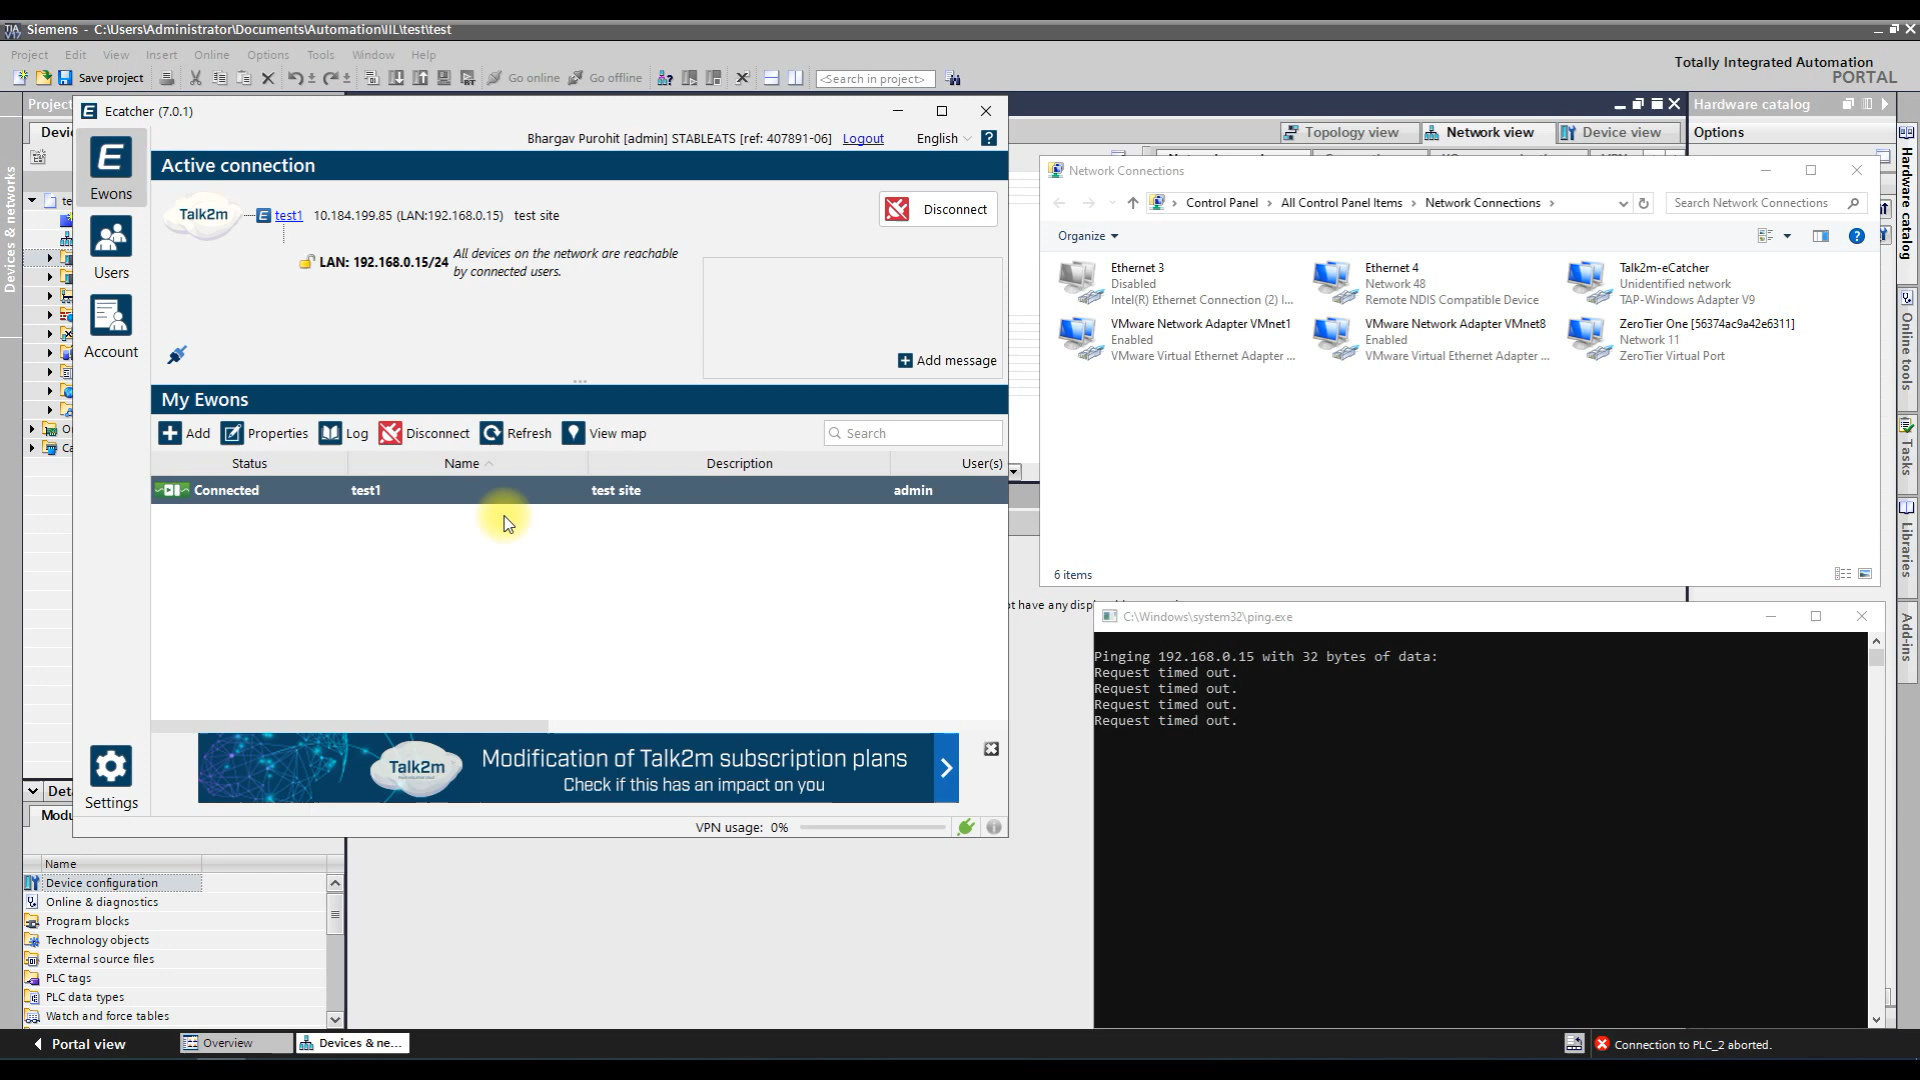 Siemens - C:\Users\Administrator\Documents\Automation\IIL\test\test
Project Edit View Insert Online Options Tools Window Help
Save project Go online Go offline <Search in project>
Totally Integrated Automation
PORTAL
Ecatcher (7.0.1)
Bhargav Purohit [admin] STABLEATS [ref: 407891-06] Logout English
Ewons
Users
Account
Settings
Active connection
Talk2m test1 10.184.199.85 (LAN:192.168.0.15) test site
Disconnect
LAN: 192.168.0.15/24 All devices on the network are reachable
by connected users.
Add message
My Ewons
Add Properties Log Disconnect Refresh View map Search
Status Name Description User(s)
Connected test1 test site admin
Talk2m Modification of Talk2m subscription plans
Check if this has an impact on you
VPN usage: 0%
Topology view Network view Device view
Hardware catalog
Options
Network Connections
Control Panel All Control Panel Items Network Connections Search Network Connections
Organize
Ethernet 3
Disabled
Intel(R) Ethernet Connection (2) I...
Ethernet 4
Network 48
Remote NDIS Compatible Device
Talk2m-eCatcher
Unidentified network
TAP-Windows Adapter V9
VMware Network Adapter VMnet1
Enabled
VMware Virtual Ethernet Adapter ...
VMware Network Adapter VMnet8
Enabled
VMware Virtual Ethernet Adapter ...
ZeroTier One [56374ac9a42e6311]
Network 11
ZeroTier Virtual Port
6 items
C:\Windows\system32\ping.exe
Pinging 192.168.0.15 with 32 bytes of data:
Request timed out.
Request timed out.
Request timed out.
Request timed out.
Devices & networks
Hardware catalog
Online tools
Tasks
Libraries
Add-ins
Name
Device configuration
Online & diagnostics
Program blocks
Technology objects
External source files
PLC tags
PLC data types
Watch and force tables
Portal view Overview Devices & ne...
Connection to PLC_2 aborted.